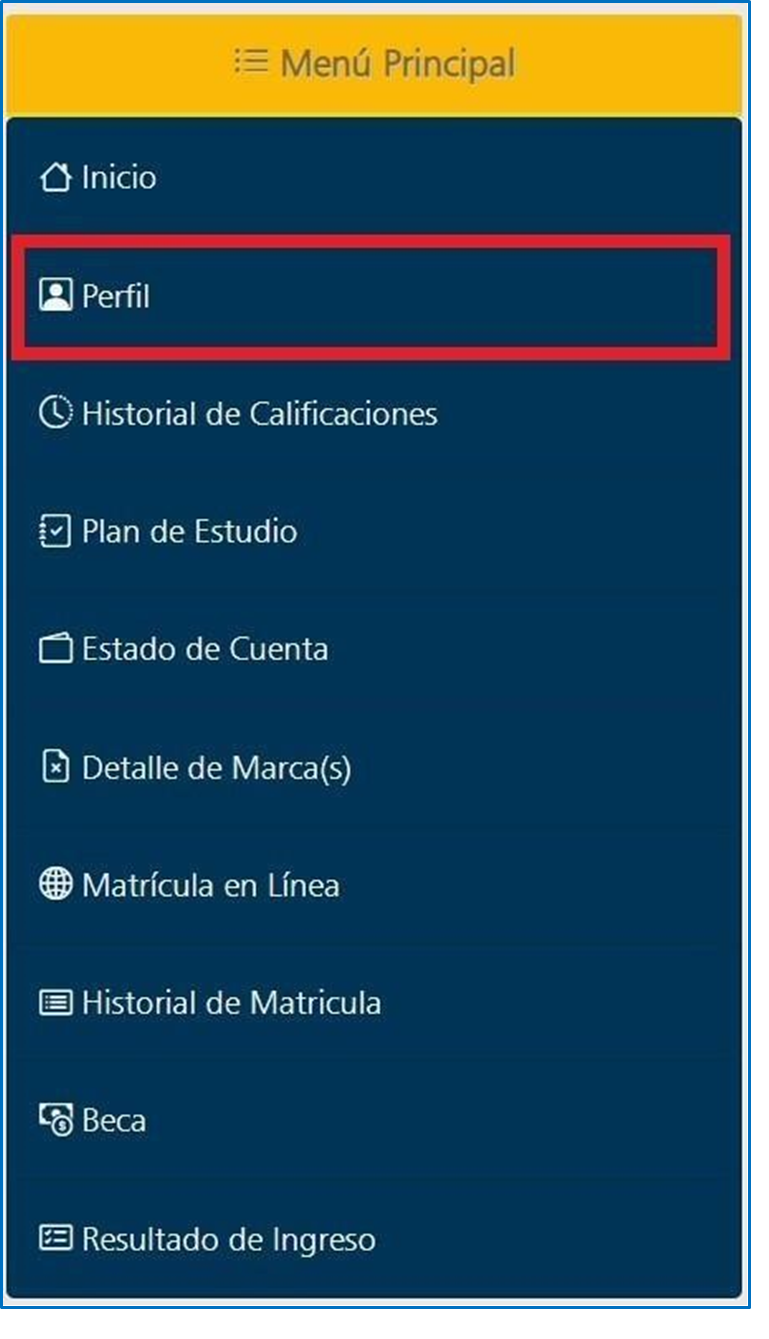 Menú Principal
Inicio
Perfil
Historial de Calificaciones
Plan de Estudio
Estado de Cuenta
Detalle de Marca(s)
Matrícula en Línea
Historial de Matricula
Beca
Resultado de Ingreso